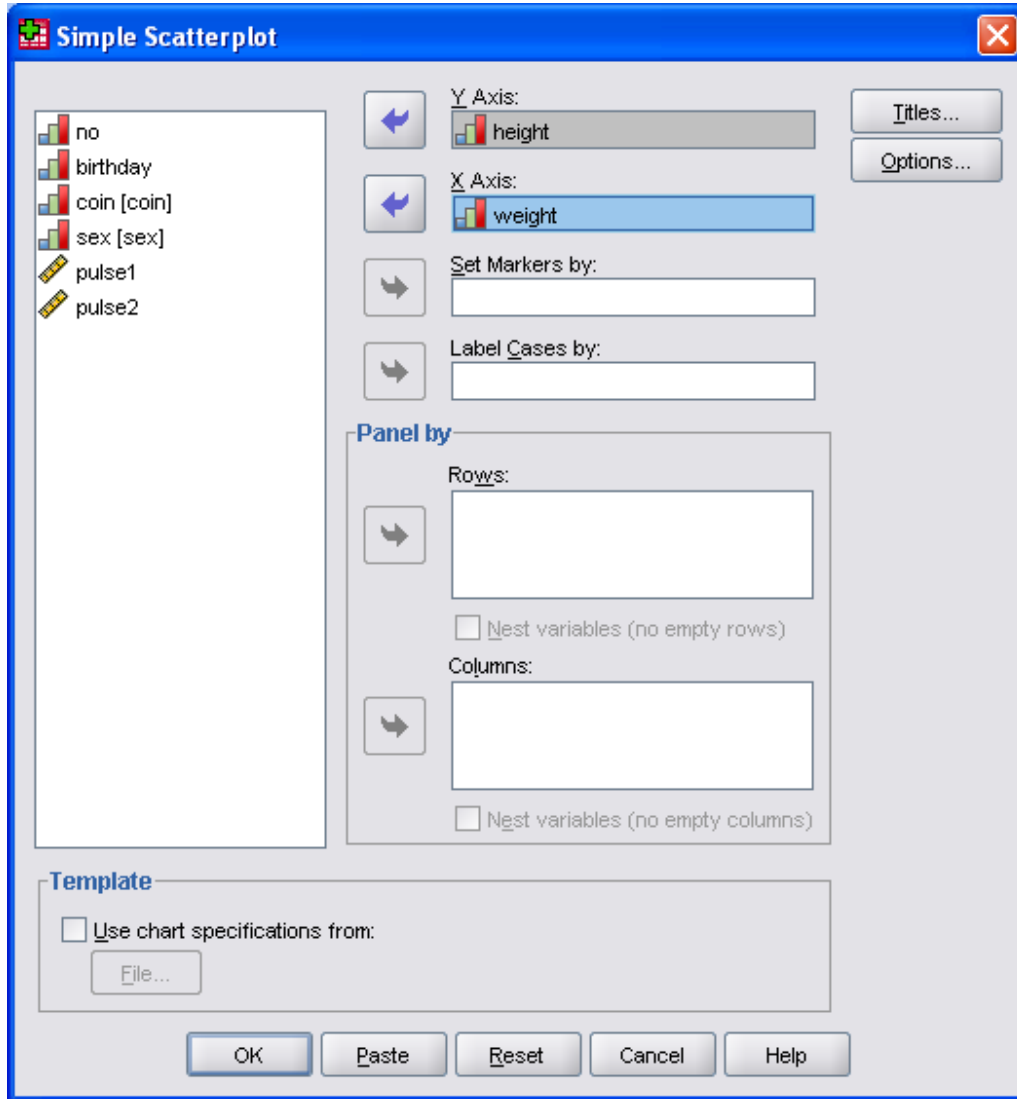 Simple Scatterplot
no
birthday
coin [coin]
sex [sex]
pulse1
pulse2
Y Axis:
height
X Axis:
weight
Set Markers by:
Label Cases by:
Panel by
Rows:
Nest variables (no empty rows)
Columns:
Nest variables (no empty columns)
Titles...
Options...
Template
Use chart specifications from:
File...
OK Paste Reset Cancel Help